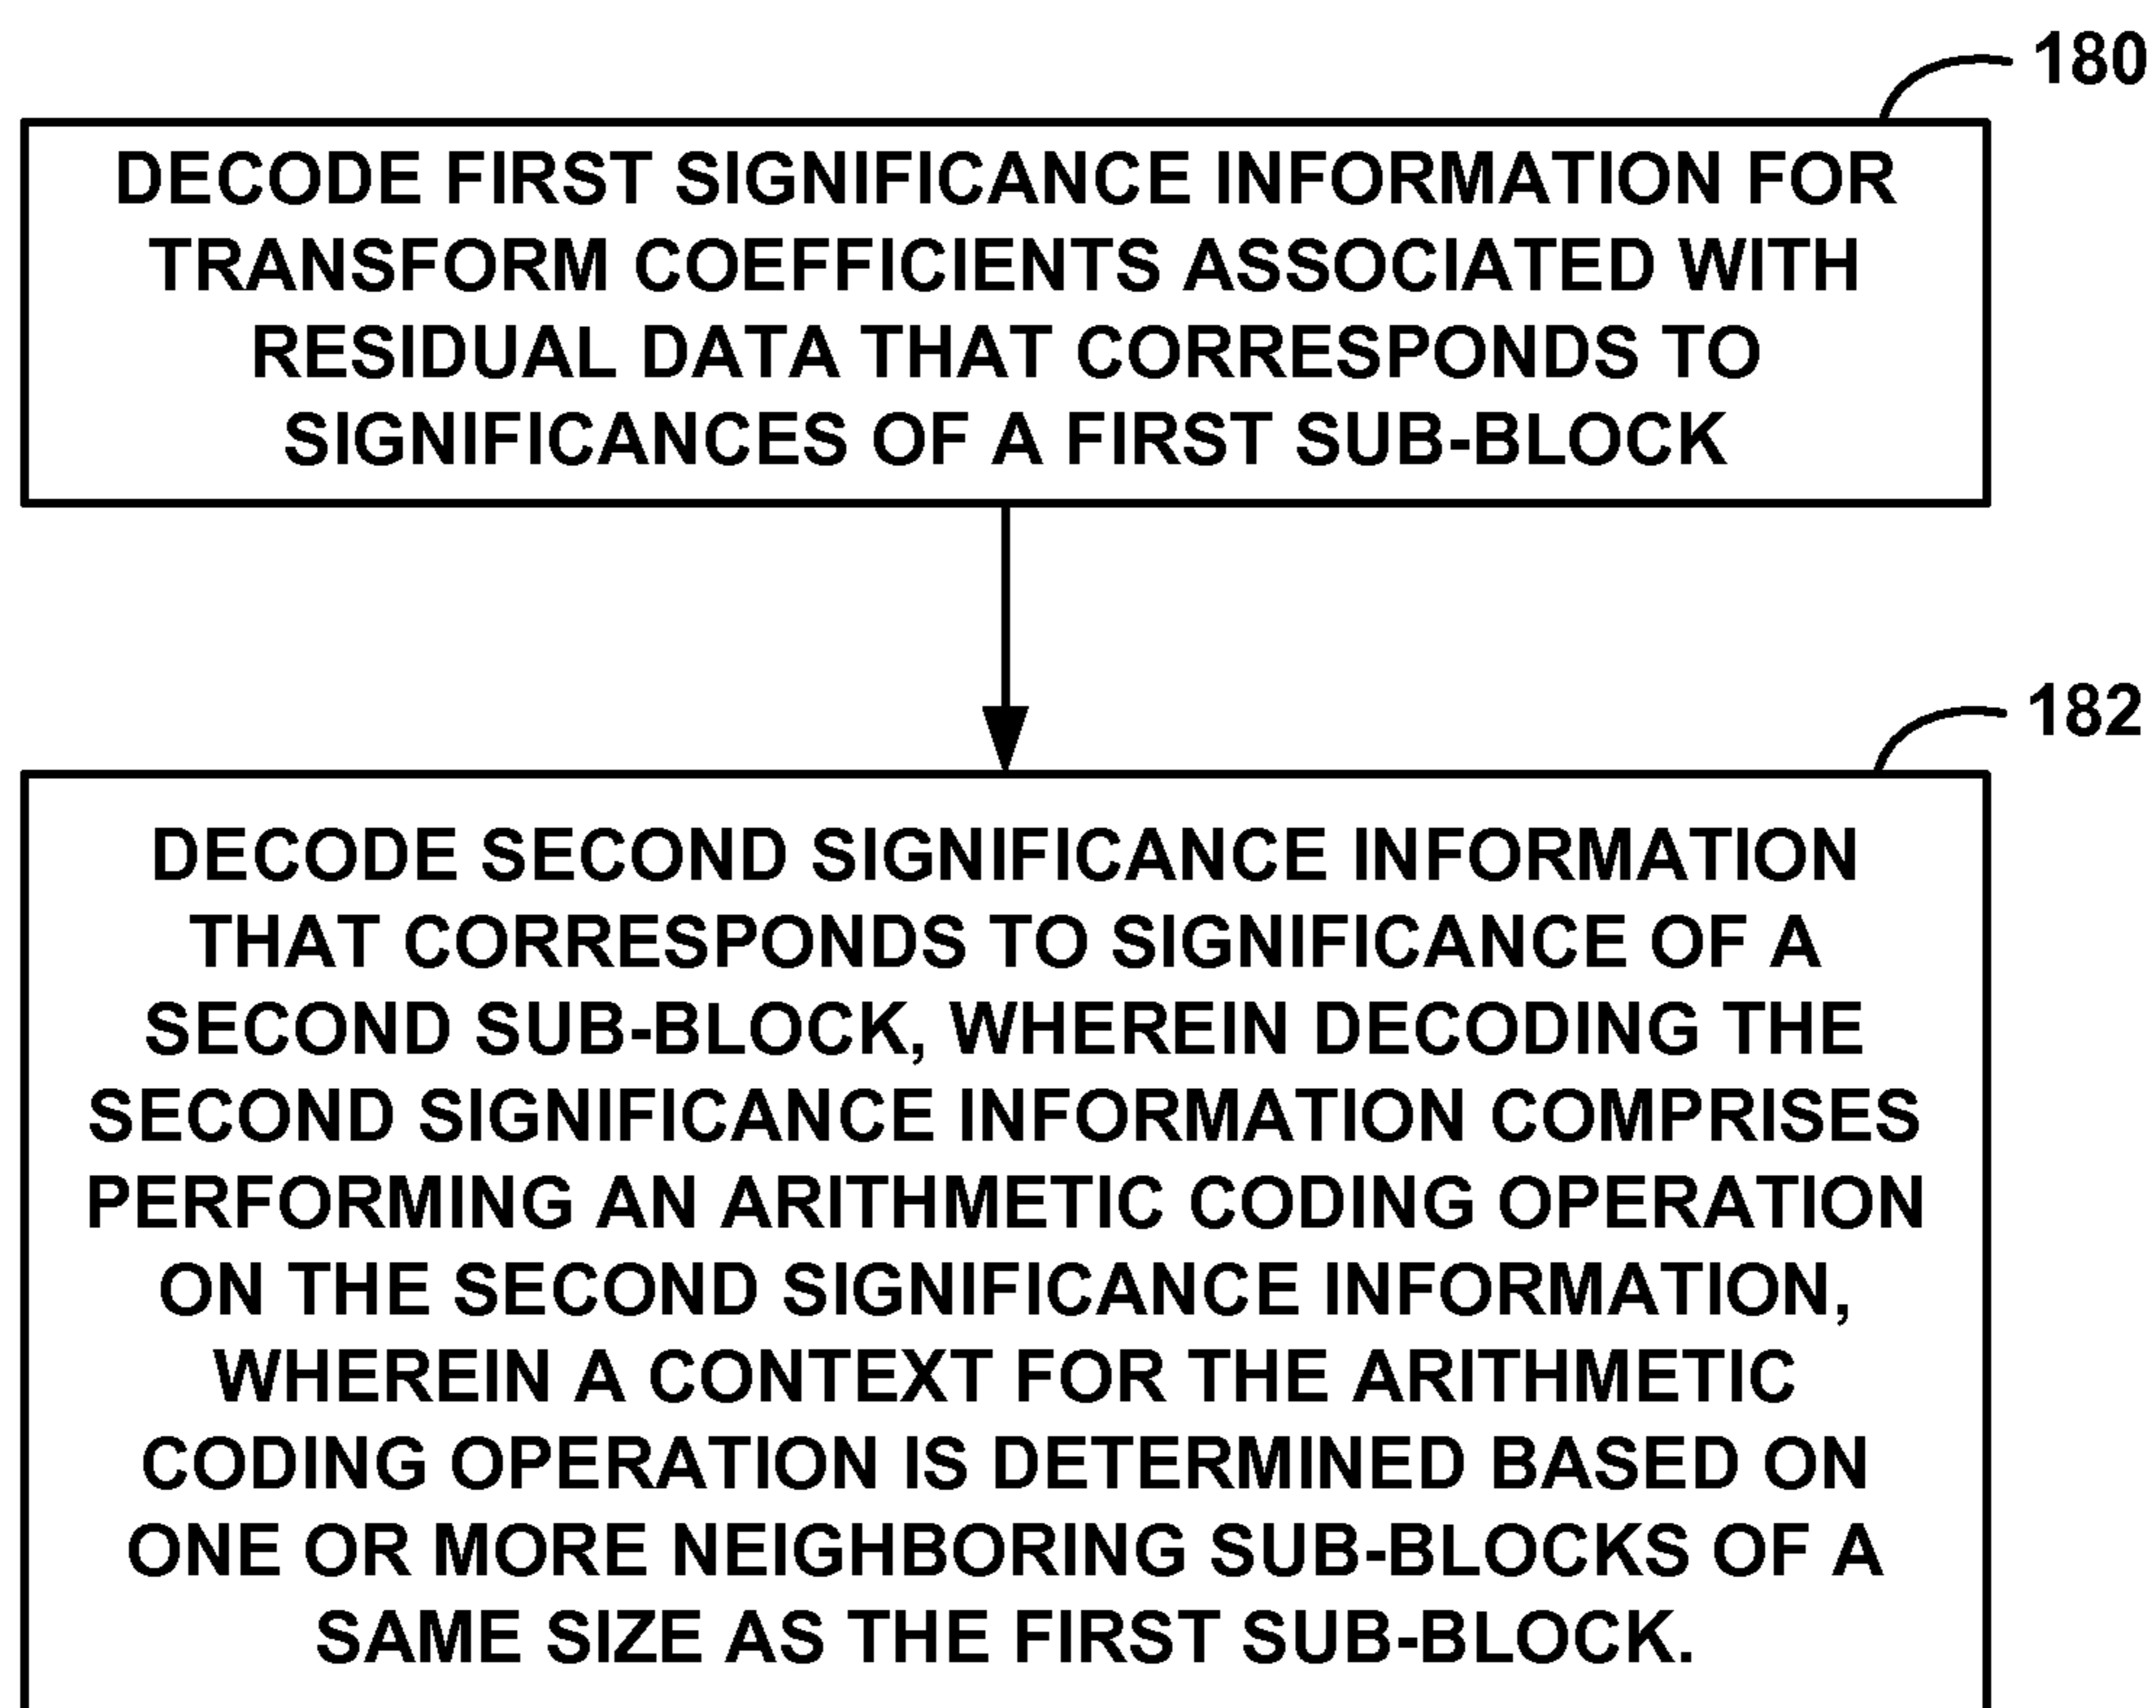 180
DECODE FIRST SIGNIFICANCE INFORMATION FOR
TRANSFORM COEFFICIENTS ASSOCIATED WITH
RESIDUAL DATA THAT CORRESPONDS TO
SIGNIFICANCES OF A FIRST SUB-BLOCK
182
DECODE SECOND SIGNIFICANCE INFORMATION
THAT CORRESPONDS TO SIGNIFICANCE OF A
SECOND SUB-BLOCK, WHEREIN DECODING THE
SECOND SIGNIFICANCE INFORMATION COMPRISES
PERFORMING AN ARITHMETIC CODING OPERATION
ON THE SECOND SIGNIFICANCE INFORMATION,
WHEREIN A CONTEXT FOR THE ARITHMETIC
CODING OPERATION IS DETERMINED BASED ON
ONE OR MORE NEIGHBORING SUB-BLOCKS OF A
SAME SIZE AS THE FIRST SUB-BLOCK.